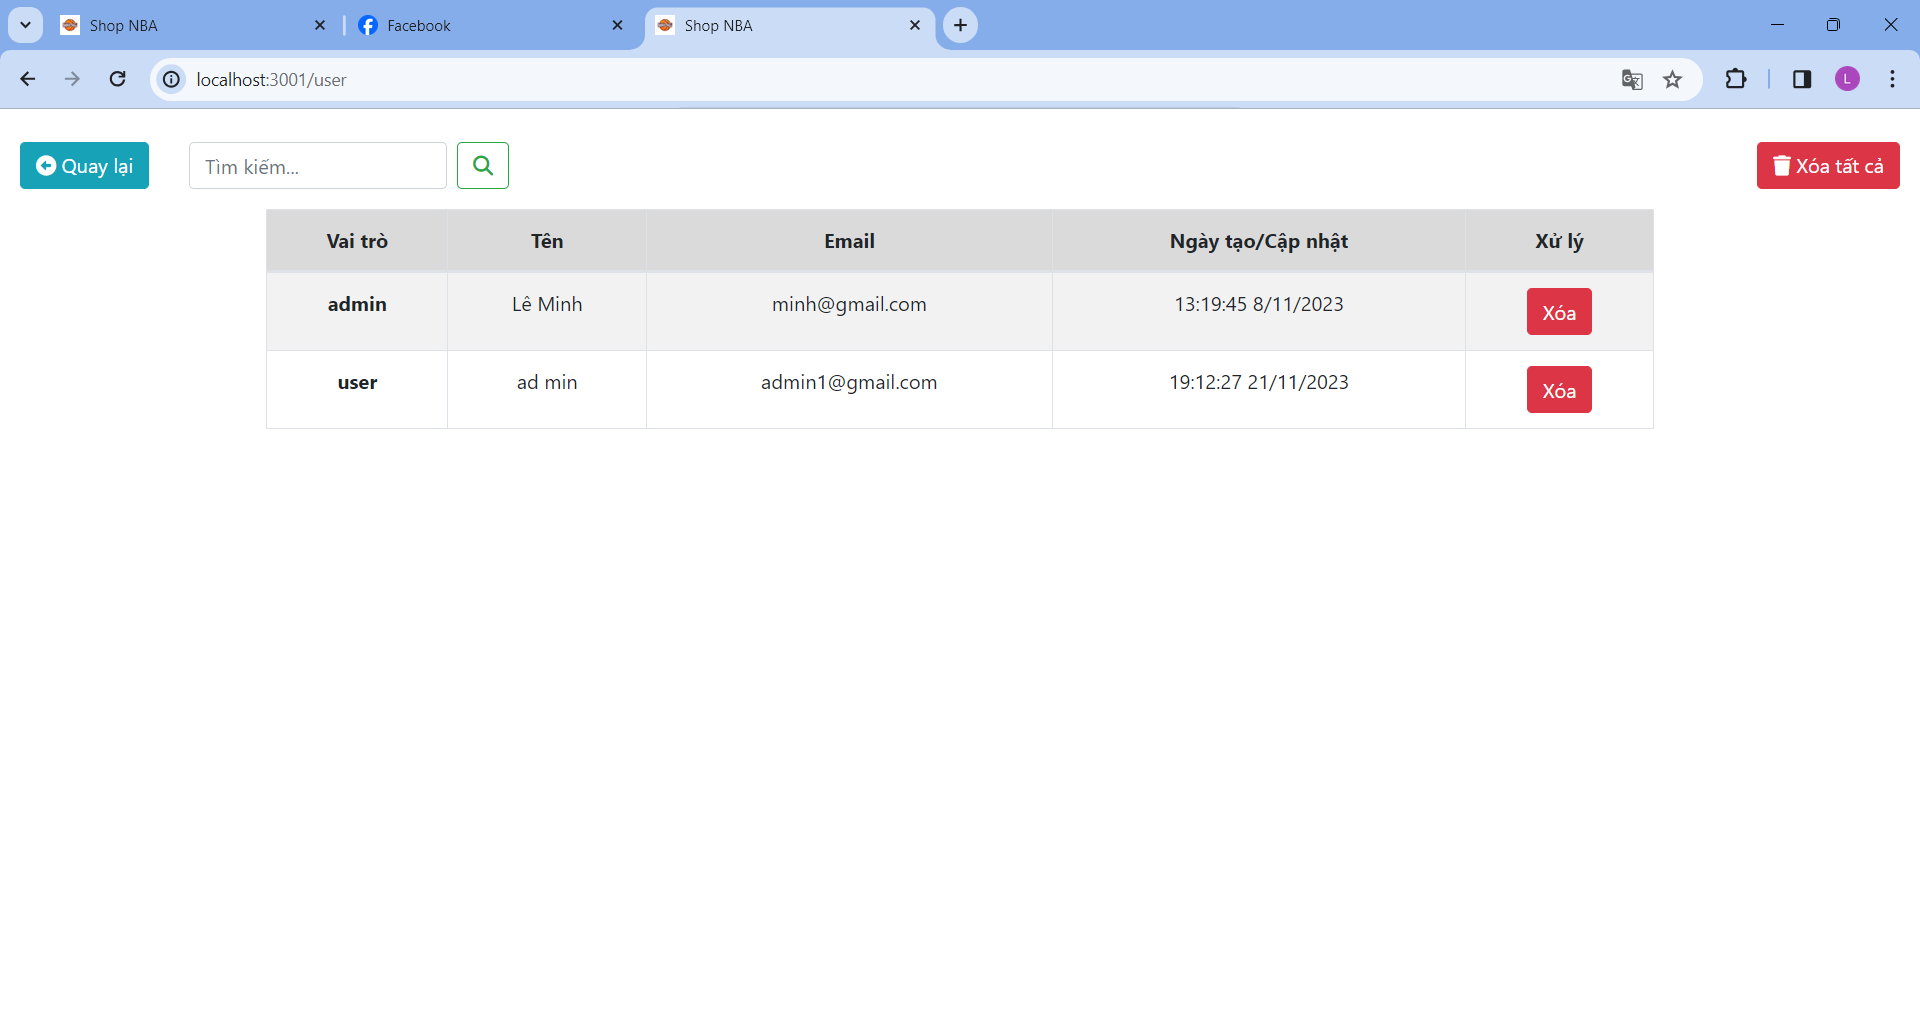 Shop NBA
Facebook
Shop NBA
localhost:3001/user
L
Quay lại
Tìm kiếm...
Xóa tất cả
Vai trò Tên Email Ngày tạo/Cập nhật Xử lý
admin Lê Minh minh@gmail.com 13:19:45 8/11/2023 Xóa
user ad min admin1@gmail.com 19:12:27 21/11/2023 Xóa